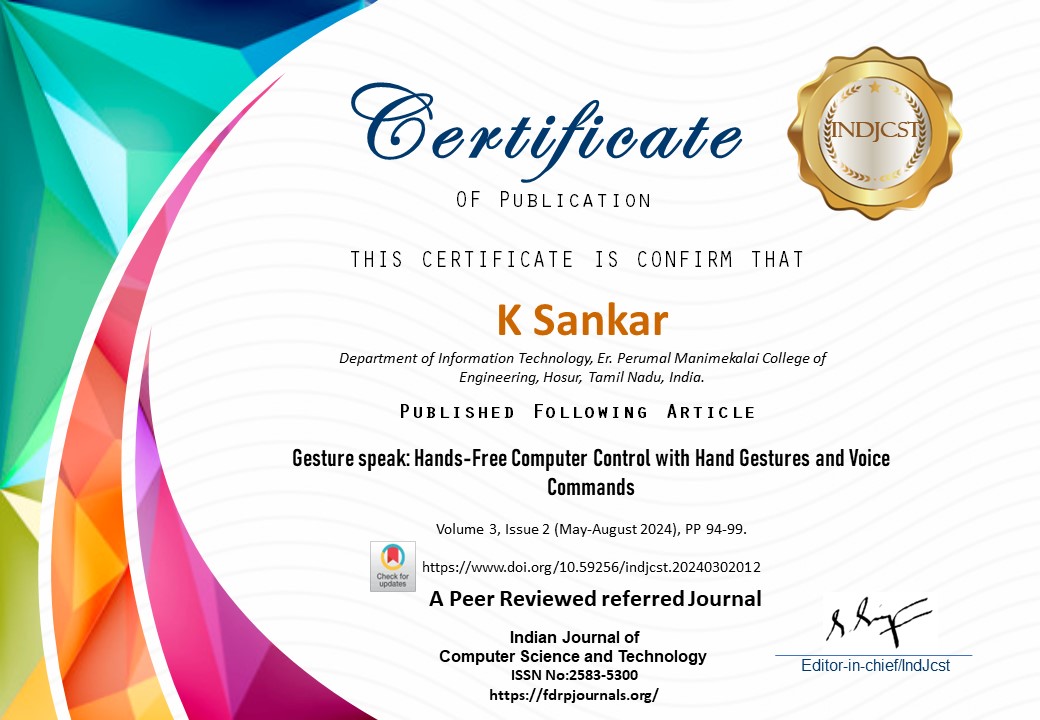 Certificate
INDJCST
OF PUBLICATION
THIS CERTIFICATE IS CONFIRM THAT
K Sankar
Department of Information Technology, Er. Perumal Manimekalai College of
Engineering, Hosur, Tamil Nadu, India.
PUBLISHED FOLLOWING ARTICLE
Gesture speak: Hands-Free Computer Control with Hand Gestures and Voice
Commands
Volume 3, Issue 2 (May-August 2024), PP 94-99.
Check for
updates
https://www.doi.org/10.59256/indjcst.20240302012
A Peer Reviewed referred Journal
Indian Journal of
Computer Science and Technology
ISSN No:2583-5300
https://fdrpjournals.org/
Editor-in-chief/IndJcst